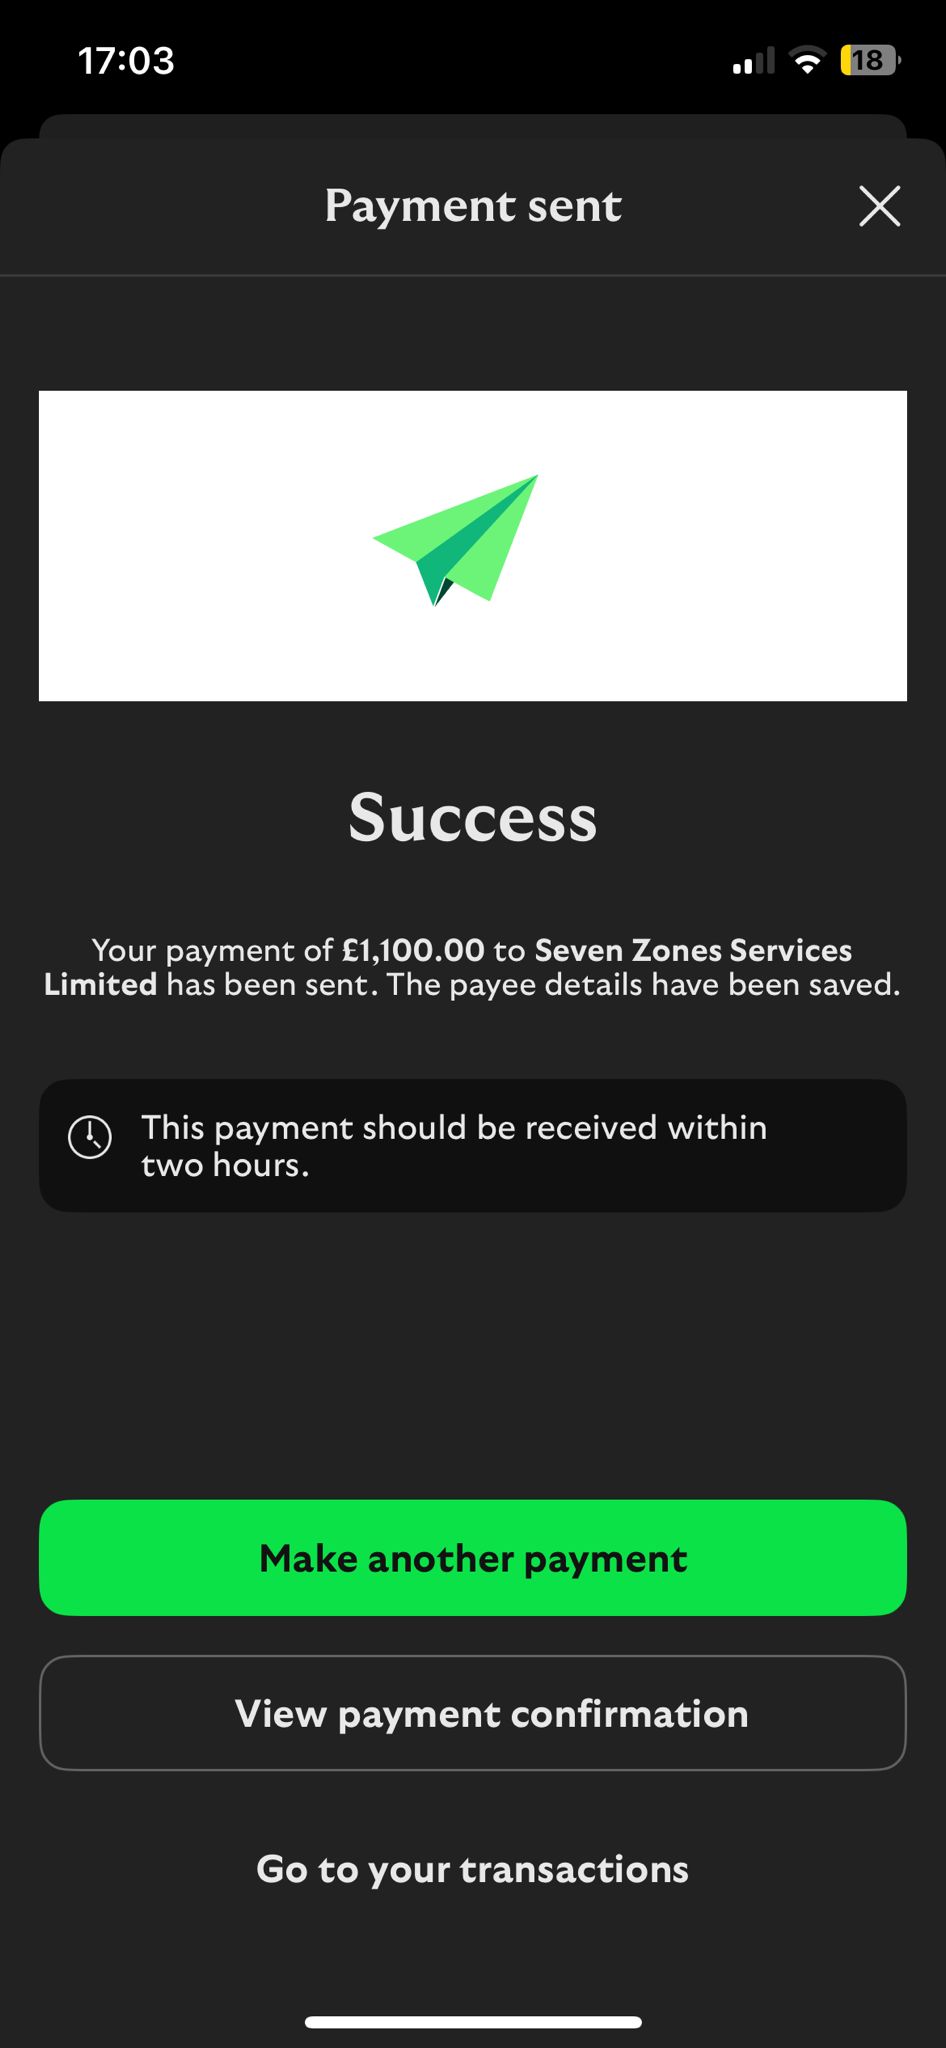 17:03
18
Payment sent
Success
Your payment of £1,100.00 to Seven Zones Services
Limited has been sent. The payee details have been saved.
This payment should be received within
two hours.
Make another payment
View payment confirmation
Go to your transactions